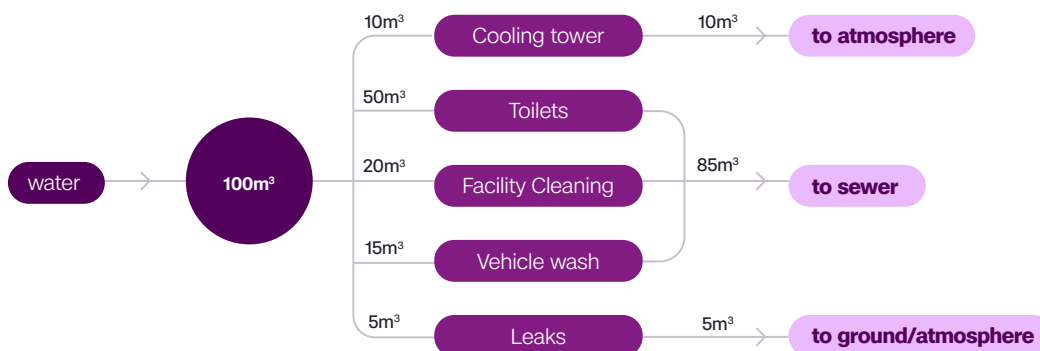 10m³ Cooling tower 10m³ to atmosphere
50m³ Toilets
water 100m³ 20m³ Facility Cleaning 85m³ to sewer
15m³ Vehicle wash
5m³ Leaks 5m³ to ground/atmosphere